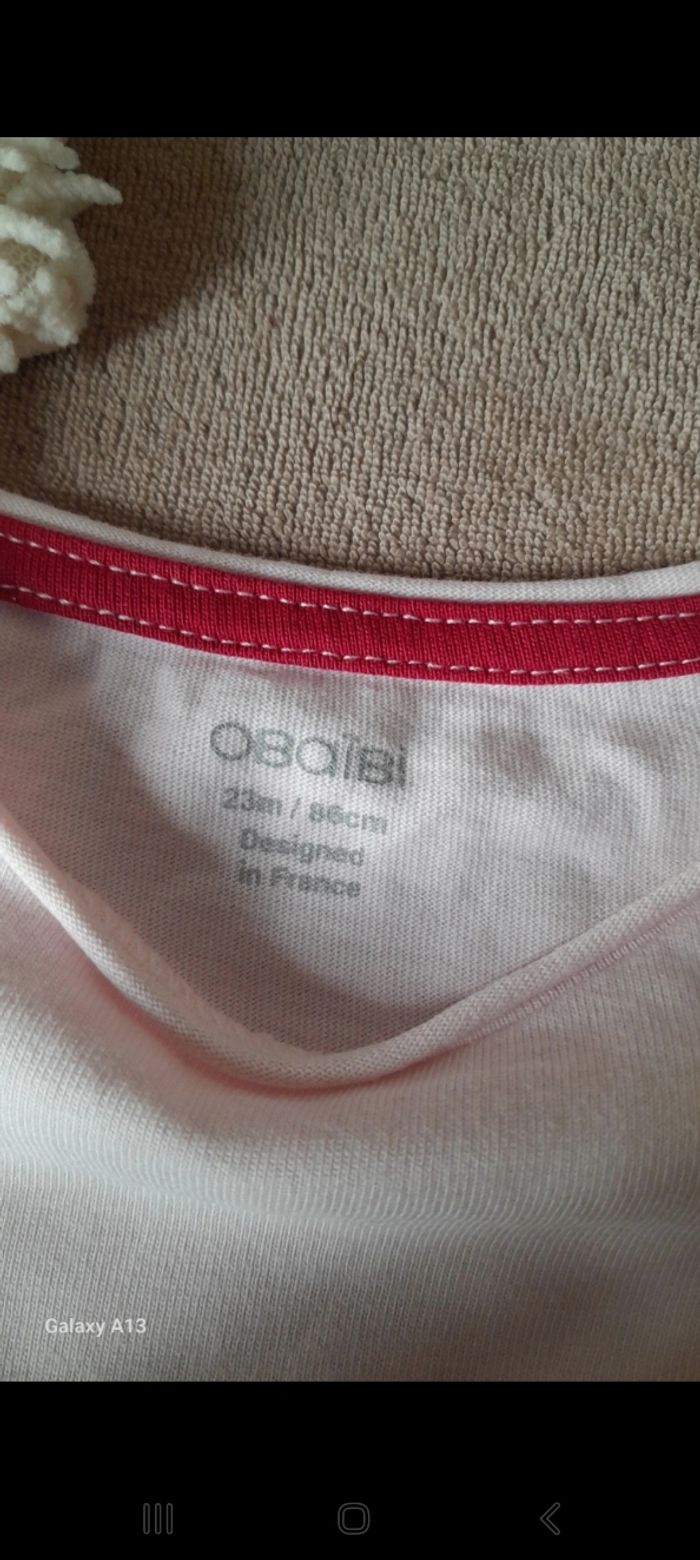 OBaïBi
23m / 86cm
Designed
in France
Galaxy A13